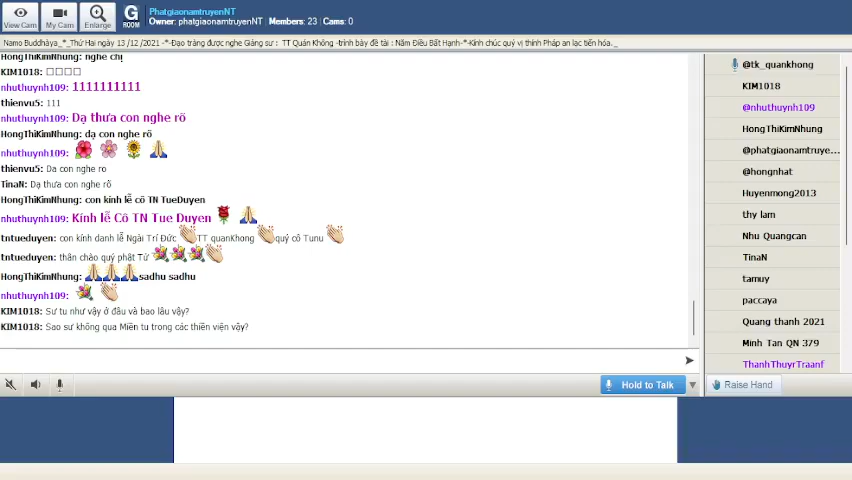 PhatgiaonamtruyenNT
Owner: phatgiaonamtruyenNT Members: 23 Cams: 0
View Cam My Cam Enlarge G ROOM
Namo Buddhàya_*_Thứ Hai ngày 13 /12 /2021 -*-Đạo tràng được nghe Giảng sư : TT Quán Không -trình bày đề tài : Năm Điều Bất Hạnh-*-Kính chúc quý vị thính Pháp an lạc tiến hóa._
HongThiKimNhung: nghe chị
KIM1018: □□□□
nhuthuynh109: 1111111111
thienvu5: 111
nhuthuynh109: Dạ thưa con nghe rõ
HongThiKimNhung: dạ con nghe rõ
nhuthuynh109:
thienvu5: Da con nghe ro
TinaN: Dạ thưa con nghe rõ
HongThiKimNhung: con kính lễ cô TN TueDuyen
nhuthuynh109: Kính lễ Cô TN Tue Duyen
tntueduyen: con kính danh lễ Ngài Trí Đức TT quanKhong quý cô Tunu
tntueduyen: thân chào quý phật Tử
HongThiKimNhung: sadhu sadhu
nhuthuynh109:
KIM1018: Sư tu như vậy ở đâu và bao lâu vậy?
KIM1018: Sao sư không qua Miến tu trong các thiền viện vậy?
Hold to Talk
@tk_quankhong
KIM1018
@nhuthuynh109
HongThiKimNhung
@phatgiaonamtruye...
@hongnhat
Huyenmong2013
thy lam
Nhu Quangcan
TinaN
tamuy
paccaya
Quang thanh 2021
Minh Tan QN 379
ThanhThuyrTraanf
Raise Hand